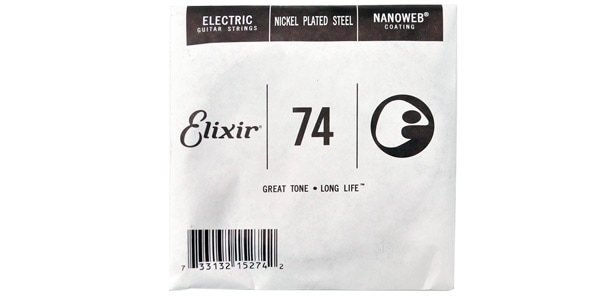 ELECTRIC
GUITAR STRINGS
NICKEL PLATED STEEL
NANOWEB®
COATING
Elixir®
74
GREAT TONE • LONG LIFE™
7 33132 15274 2